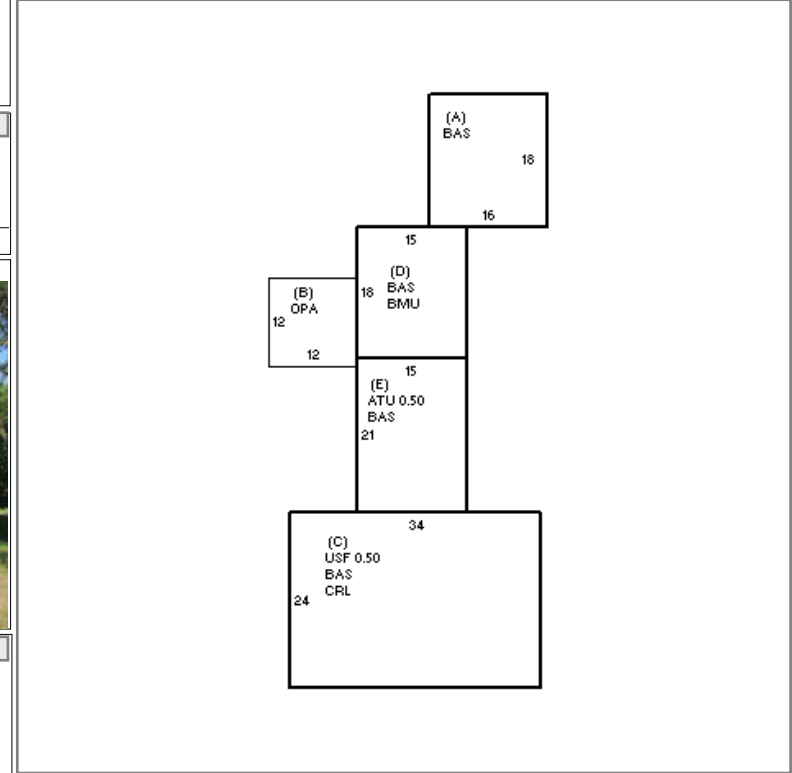 (A)
BAS
18
16
15
(D)
BAS
BMU
18
(B)
OPA
12
12
15
(E)
ATU 0.50
BAS
21
34
(C)
USF 0.50
BAS
CRL
24